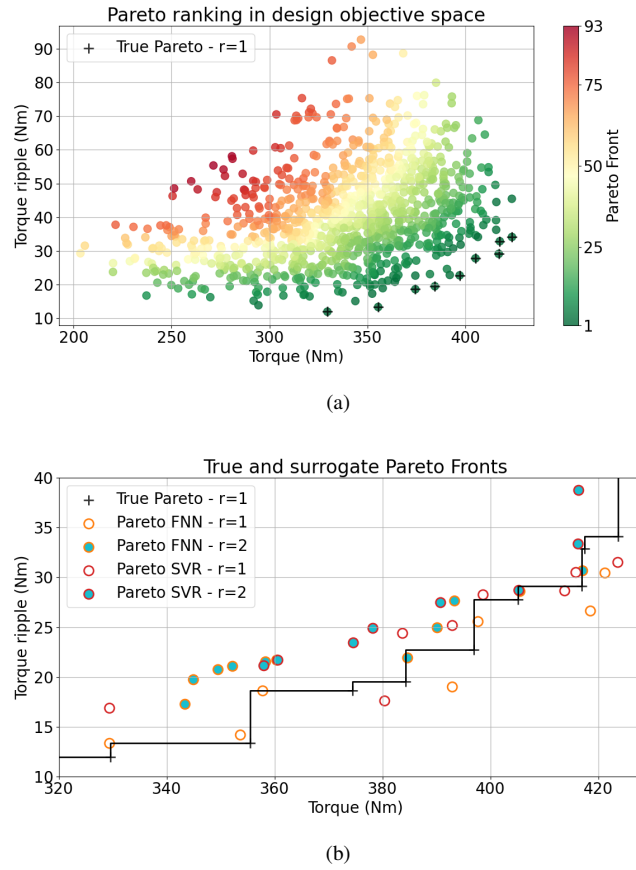 Pareto ranking in design objective space
True Pareto - r=1
90
80
70
60
50
40
30
20
10
Torque ripple (Nm)
200 250 300 350 400
Torque (Nm)
93
75
50
25
1
Pareto Front
(a)
True and surrogate Pareto Fronts
True Pareto - r=1
Pareto FNN - r=1
Pareto FNN - r=2
Pareto SVR - r=1
Pareto SVR - r=2
40
35
30
25
20
15
10
Torque ripple (Nm)
320 340 360 380 400 420
Torque (Nm)
(b)